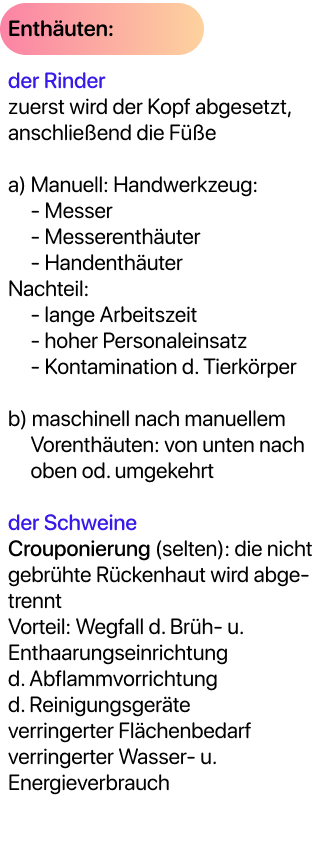 Enthäuten:
der Rinder
zuerst wird der Kopf abgesetzt,
anschließend die Füße
a) Manuell: Handwerkzeug:
- Messer
- Messerenthäuter
- Handenthäuter
Nachteil:
- lange Arbeitszeit
- hoher Personaleinsatz
- Kontamination d. Tierkörper
b) maschinell nach manuellem
Vorenthäuten: von unten nach
oben od. umgekehrt
der Schweine
Crouponierung (selten): die nicht
gebrühte Rückenhaut wird abge-
trennt
Vorteil: Wegfall d. Brüh- u.
Enthaarungseinrichtung
d. Abflammvorrichtung
d. Reinigungsgeräte
verringerter Flächenbedarf
verringerter Wasser- u.
Energieverbrauch